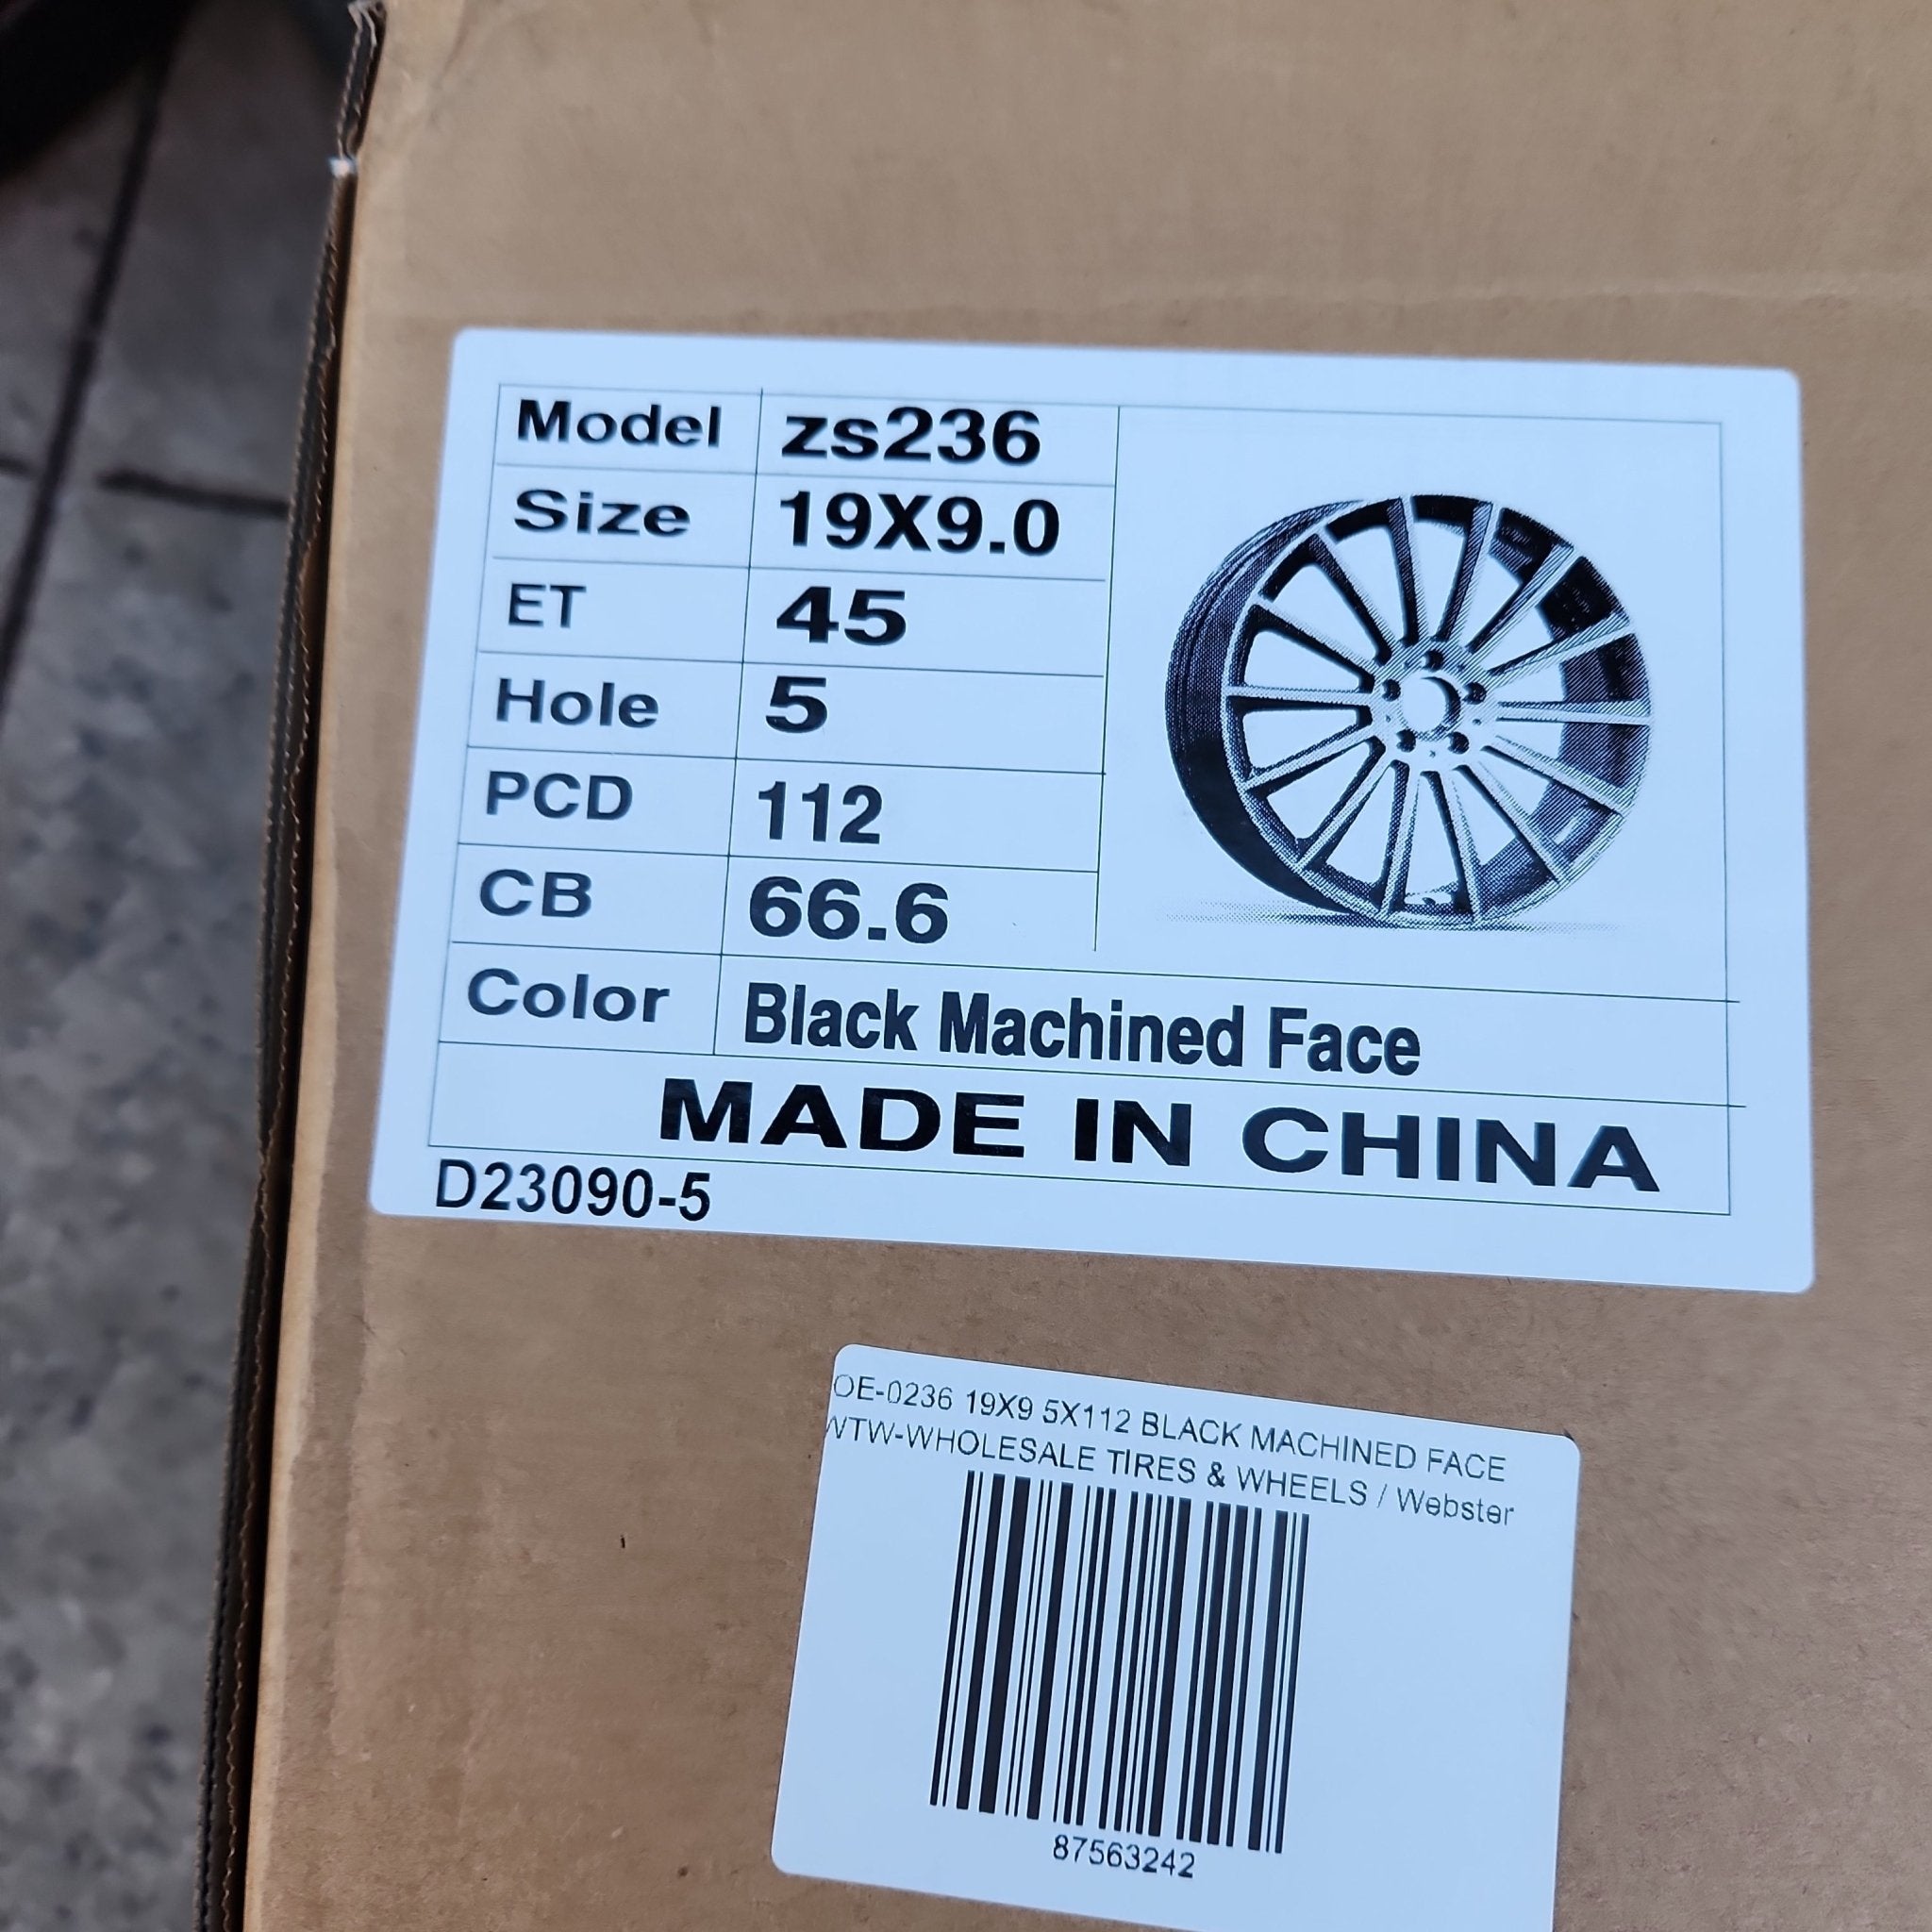 Model zs236
Size 19X9.0
ET 45
Hole 5
PCD 112
CB 66.6
Color Black Machined Face
MADE IN CHINA
D23090-5
OE-0236 19X9 5X112 BLACK MACHINED FACE
WTW-WHOLESALE TIRES & WHEELS / Webster
87563242